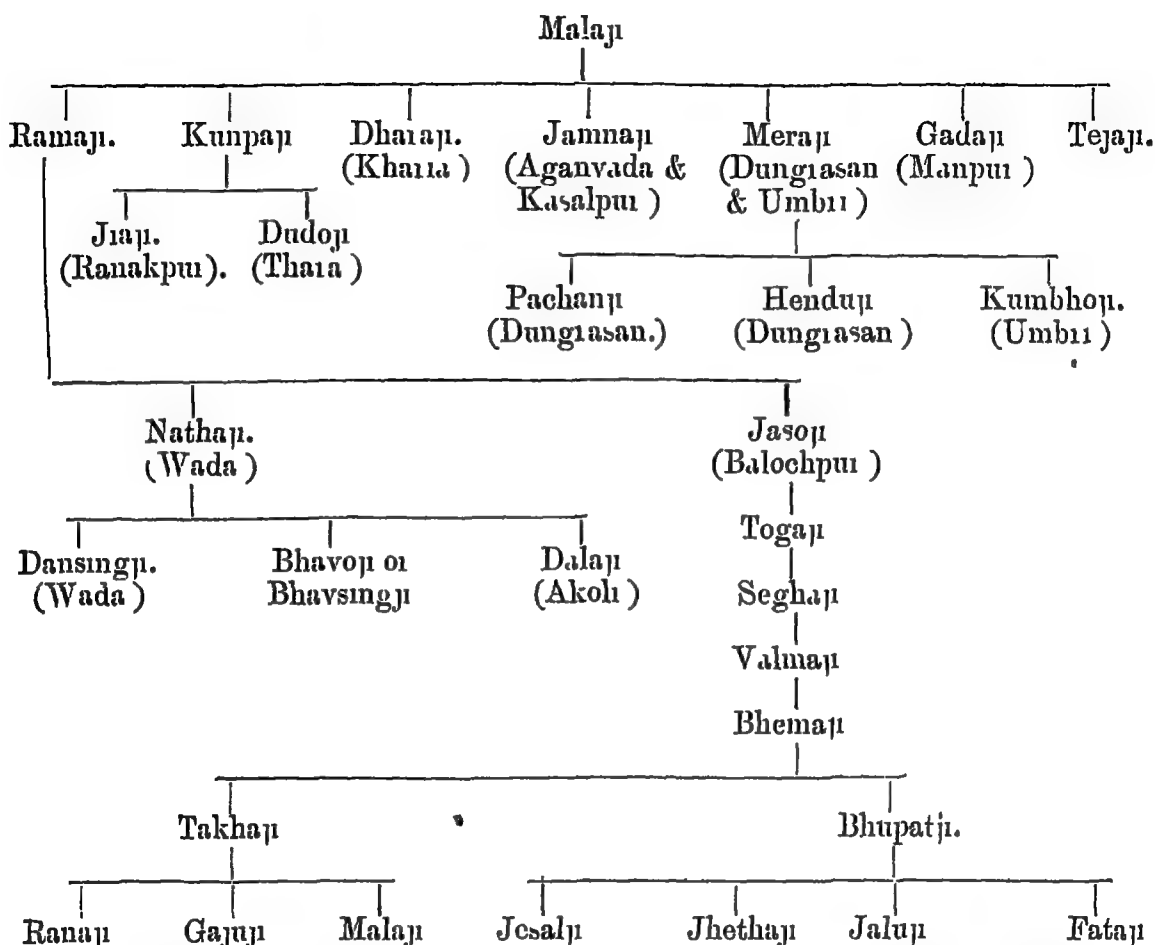 Malaji
Ramaji. Kunpaji Dharaji. Jamnaji Meraji Gadaji Tejaji.
(Kharia) (Aganvada & (Dungrasan (Manpur)
Kasalpur) & Umbri)
Jiaji. Dudoji
(Ranakpur). (Thara)
Pachanji Henduji Kumbhoji.
(Dungrasan.) (Dungrasan) (Umbri)
Nathaji. Jasoji
(Wada) (Balochpur)
Togaji
Dansingji. Bhavoji or Dalaji
(Wada) Bhavsingji (Akoli)
Seghaji
Valmaji
Bhemaji
Takhaji Bhupatji.
Ranaji Gajuji Malaji Jesalji Jhethaji Jaluji Fataji